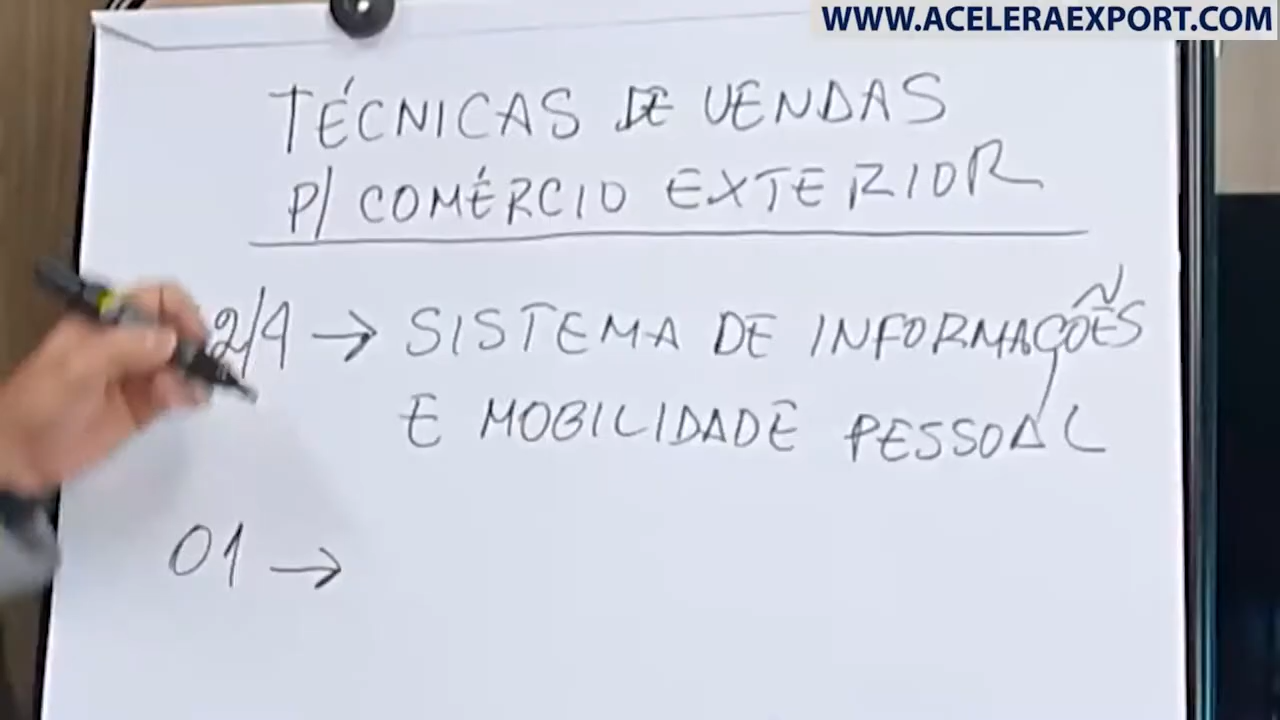 WWW.ACELERAEXPORT.COM
TÉCNICAS DE VENDAS
P/ COMÉRCIO EXTERIOR
2/4 → SISTEMA DE INFORMAÇÕES
E MOBILIDADE PESSOAL
01 →